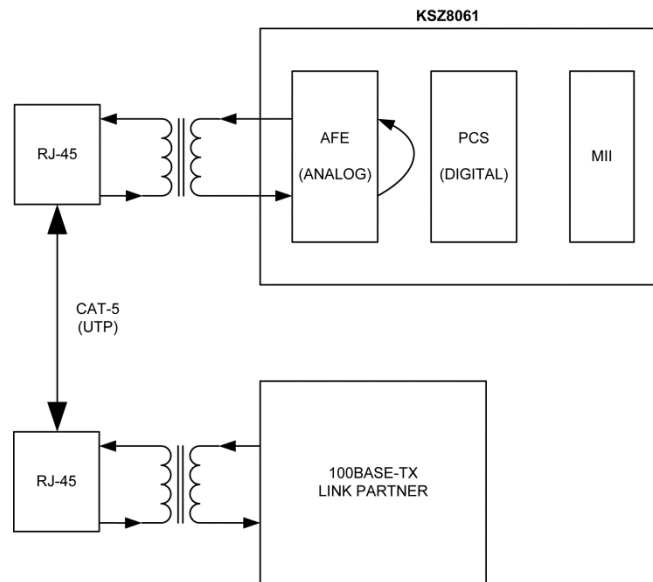 KSZ8061
RJ-45
AFE
(ANALOG)
PCS
(DIGITAL)
MII
CAT-5
(UTP)
RJ-45
100BASE-TX
LINK PARTNER